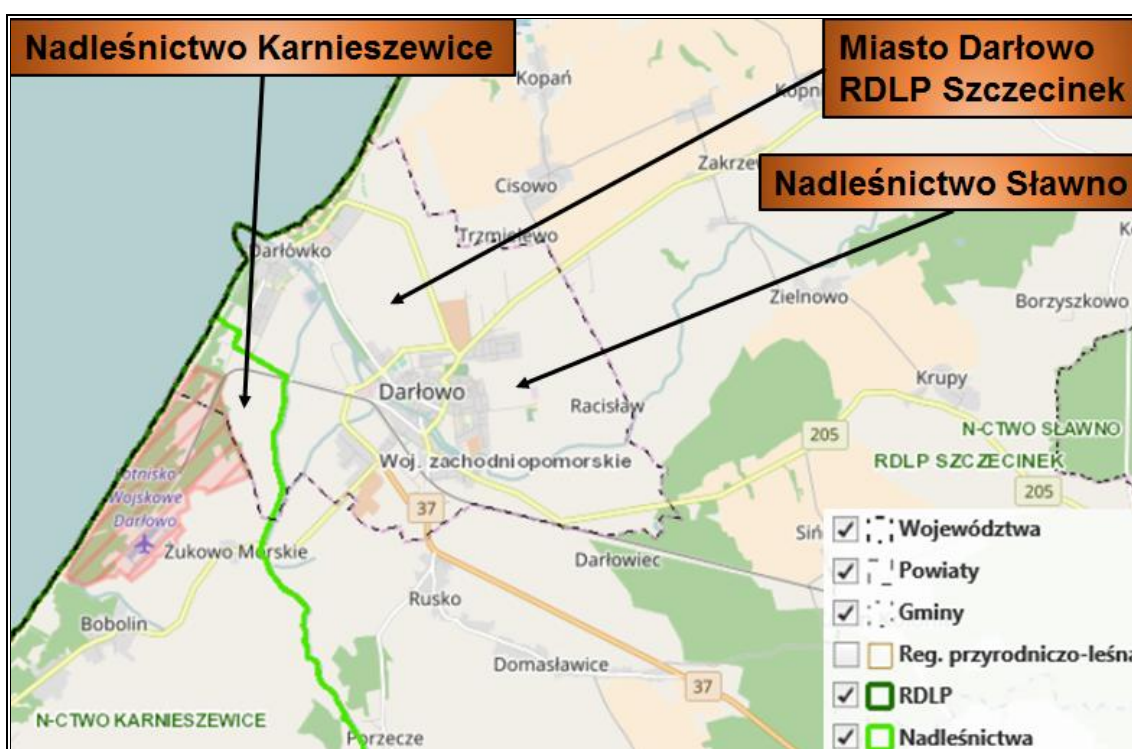 Nadleśnictwo Karnieszewice
Miasto Darłowo
RDLP Szczecinek
Kopań
Zakrze
Nadleśnictwo Sławno
Cisowo
Trzmielewo
Darłówko
Zielnowo
Borzyszkowo
Krupy
Darłowo
Racisław
205
N-CTWO SŁAWNO
Woj. zachodniopomorskie
RDLP SZCZECINEK
Lotnisko
Wojskowe
Darłowo
37
205
Żukowo Morskie
Darłowiec
Rusko
Bobolin
Domasławice
37
N-CTWO KARNIESZEWICE
Porzecze
Województwa
Powiaty
Gminy
Reg. przyrodniczo-leśna
RDLP
Nadleśnictwa